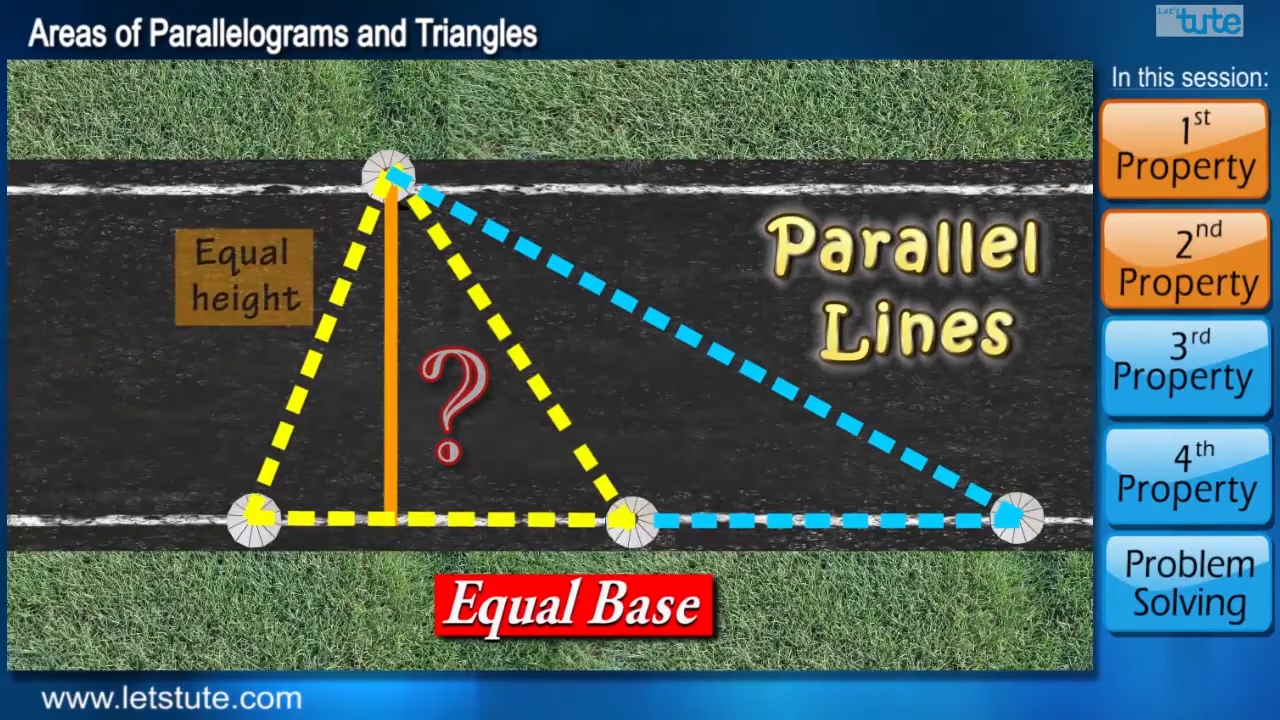 Areas of Parallelograms and Triangles
Let's
tute
In this session:
1st
Property
2nd
Property
3rd
Property
4th
Property
Problem
Solving
Equal
height
Parallel
Lines
?
Equal Base
www.letstute.com